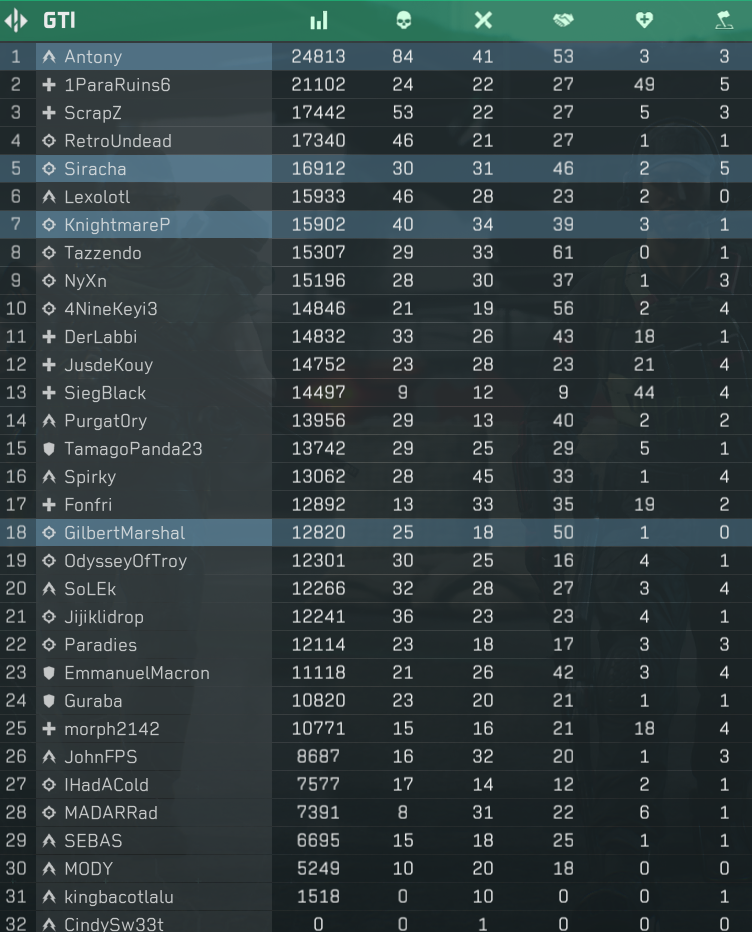 GTI
1 Antony 24813 84 41 53 3 3
2 1ParaRuins6 21102 24 22 27 49 5
3 ScrapZ 17442 53 22 27 5 3
4 RetroUndead 17340 46 21 27 1 1
5 Siracha 16912 30 31 46 2 5
6 Lexolotl 15933 46 28 23 2 0
7 KnightmareP 15902 40 34 39 3 1
8 Tazzendo 15307 29 33 61 0 1
9 NyXn 15196 28 30 37 1 3
10 4NineKeyi3 14846 21 19 56 2 4
11 DerLabbi 14832 33 26 43 18 1
12 JusdeKouy 14752 23 28 23 21 4
13 SiegBlack 14497 9 12 9 44 4
14 Purgat0ry 13956 29 13 40 2 2
15 TamagoPanda23 13742 29 25 29 5 1
16 Spirky 13062 28 45 33 1 4
17 Fonfri 12892 13 33 35 19 2
18 GilbertMarshal 12820 25 18 50 1 0
19 OdysseyOfTroy 12301 30 25 16 4 1
20 SoLEk 12266 32 28 27 3 4
21 Jijiklidrop 12241 36 23 23 4 1
22 Paradies 12114 23 18 17 3 3
23 EmmanuelMacron 11118 21 26 42 3 4
24 Guraba 10820 23 20 21 1 1
25 morph2142 10771 15 16 21 18 4
26 JohnFPS 8687 16 32 20 1 3
27 IHadACold 7577 17 14 12 2 1
28 MADARRad 7391 8 31 22 6 1
29 SEBAS 6695 15 18 25 1 1
30 MODY 5249 10 20 18 0 0
31 kingbacotlalu 1518 0 10 0 0 1
32 CindySw33t 0 0 1 0 0 0